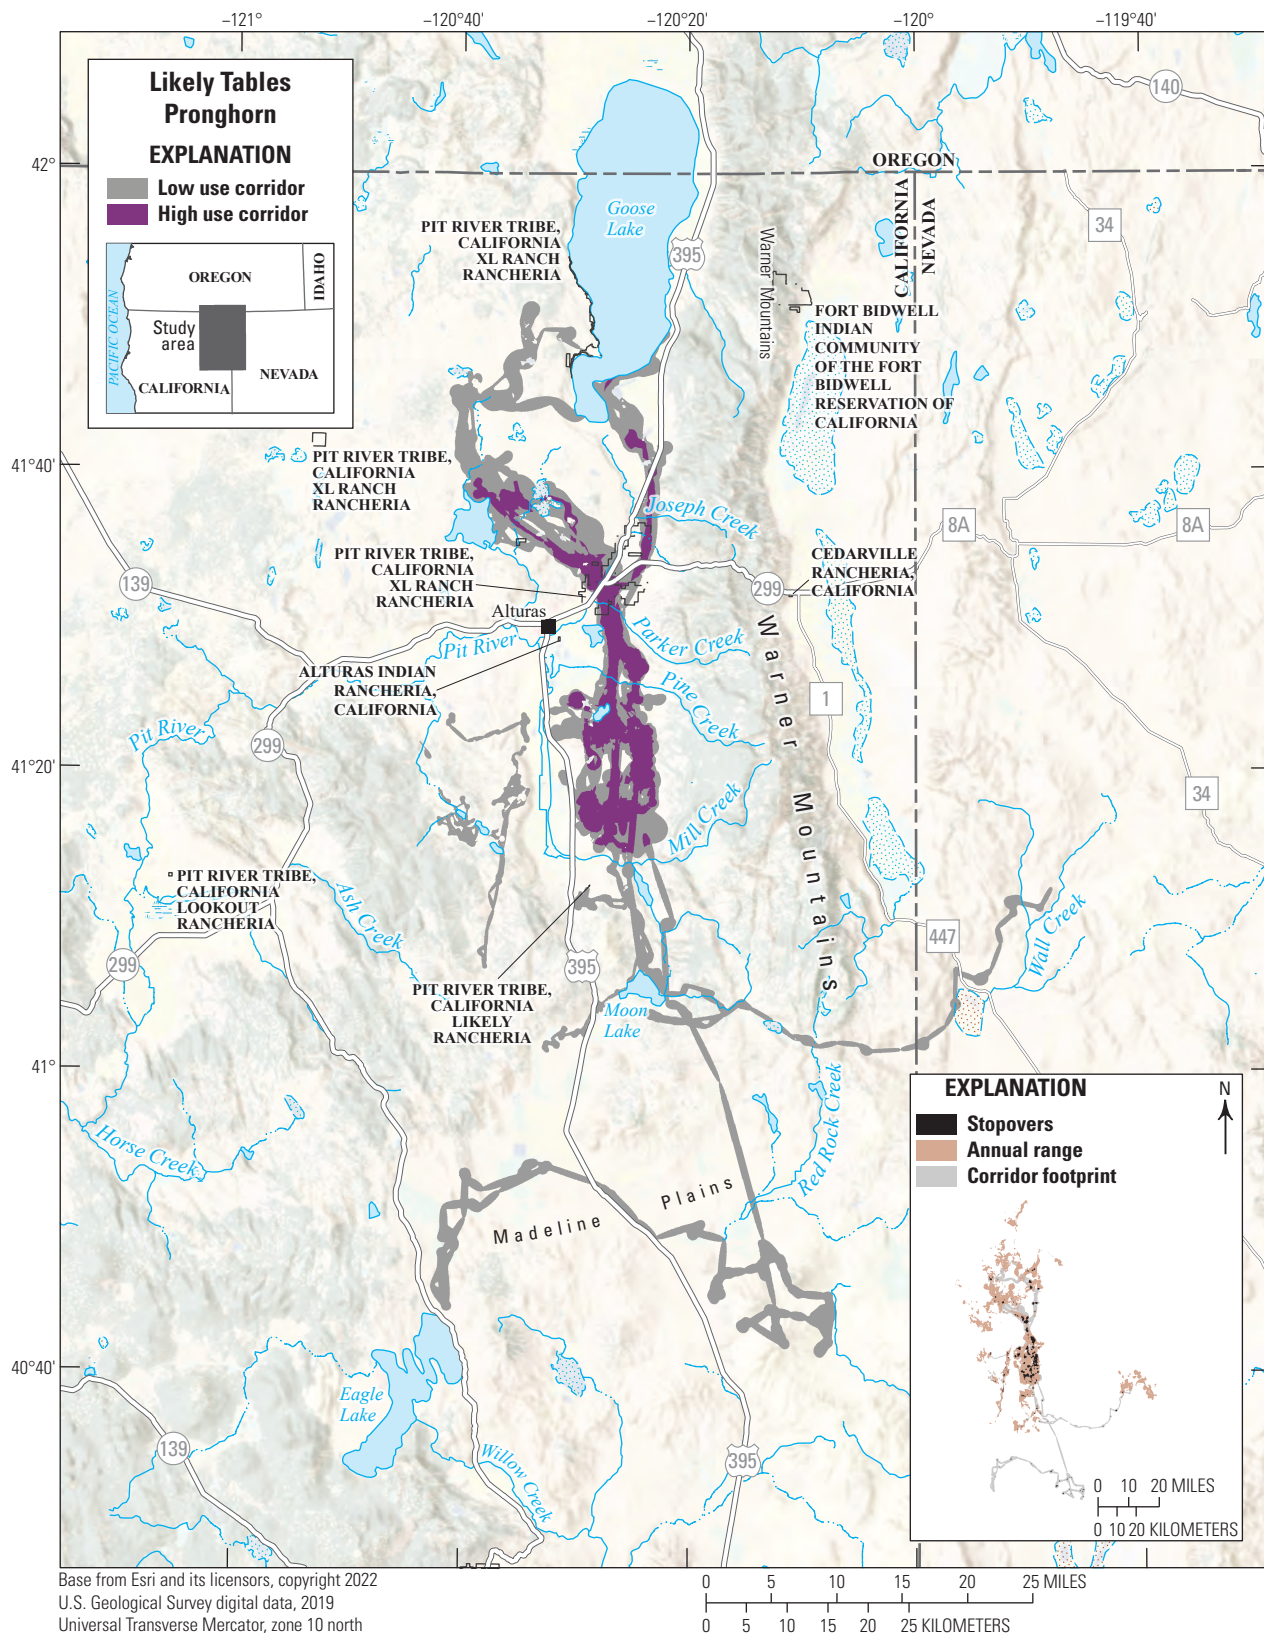 −121°
−120°40'
−120°20'
−120°
−119°40'
42°
41°40'
41°20'
41°
40°40'
Likely Tables
Pronghorn
EXPLANATION
Low use corridor
High use corridor
OREGON
IDAHO
PACIFIC OCEAN
Study
area
NEVADA
CALIFORNIA
140
OREGON
CALIFORNIA
NEVADA
Goose
Lake
PIT RIVER TRIBE,
CALIFORNIA
XL RANCH
RANCHERIA
395
34
Warner Mountains
FORT BIDWELL
INDIAN
COMMUNITY
OF THE FORT
BIDWELL
RESERVATION OF
CALIFORNIA
PIT RIVER TRIBE,
CALIFORNIA
XL RANCH
RANCHERIA
Joseph Creek
8A
8A
PIT RIVER TRIBE,
CALIFORNIA
XL RANCH
RANCHERIA
CEDARVILLE
RANCHERIA,
CALIFORNIA
139
299
Alturas
Pit River
Parker Creek
Warner Mountains
ALTURAS INDIAN
RANCHERIA,
CALIFORNIA
Pine Creek
1
Pit River
299
34
Mill Creek
PIT RIVER TRIBE,
CALIFORNIA
LOOKOUT
RANCHERIA
Ash Creek
447
Wall Creek
299
395
PIT RIVER TRIBE,
CALIFORNIA
LIKELY
RANCHERIA
Moon
Lake
Red Rock Creek
Horse Creek
Madeline Plains
Eagle
Lake
139
Willow Creek
395
EXPLANATION
N
Stopovers
Annual range
Corridor footprint
0 10 20 MILES
0 10 20 KILOMETERS
Base from Esri and its licensors, copyright 2022
U.S. Geological Survey digital data, 2019
Universal Transverse Mercator, zone 10 north
0 5 10 15 20 25 MILES
0 5 10 15 20 25 KILOMETERS